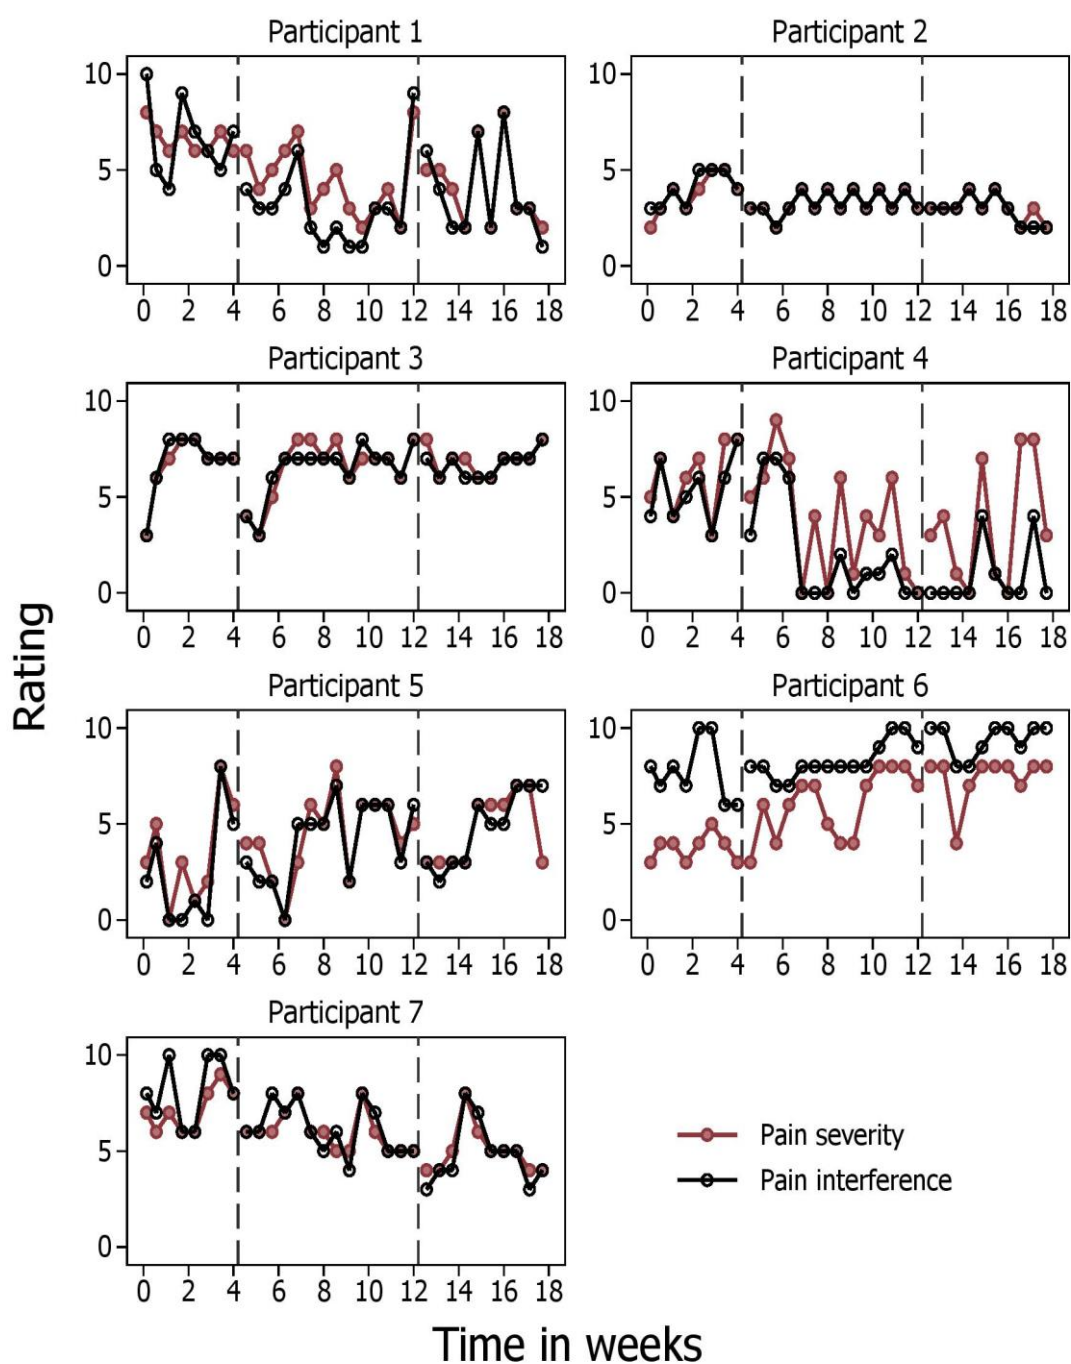 Participant 1
Participant 2
10
5
0
0 2 4 6 8 10 12 14 16 18
10
5
0
0 2 4 6 8 10 12 14 16 18
Participant 3
Participant 4
10
5
0
0 2 4 6 8 10 12 14 16 18
10
5
0
0 2 4 6 8 10 12 14 16 18
Participant 5
Participant 6
10
5
0
0 2 4 6 8 10 12 14 16 18
10
5
0
0 2 4 6 8 10 12 14 16 18
Participant 7
10
5
0
0 2 4 6 8 10 12 14 16 18
Pain severity
Pain interference
Rating
Time in weeks